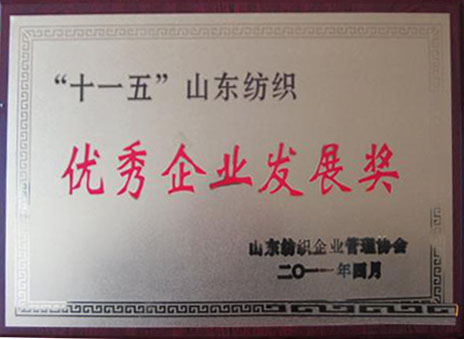 “十一五”山东纺织
优秀企业发展奖
山东纺织企业管理协会
二〇一一年四月